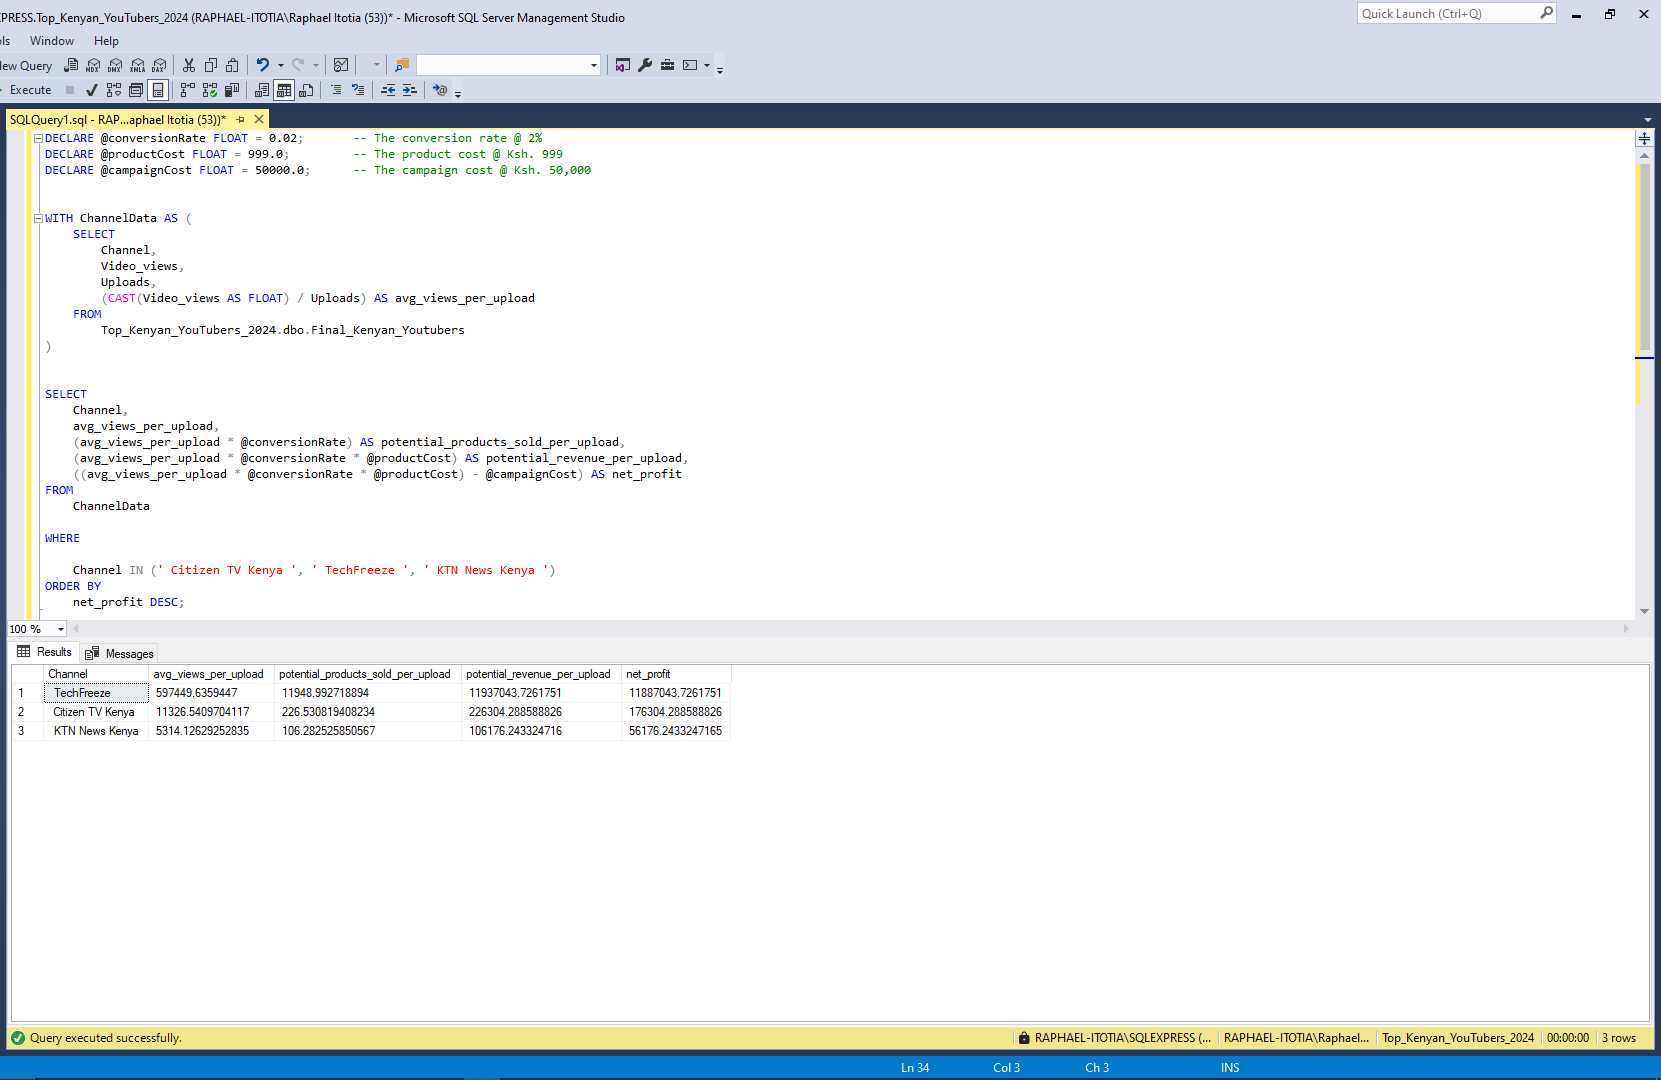 PRESS.Top_Kenyan_YouTubers_2024 (RAPHAEL-ITOTIA\Raphael Itotia (53))* - Microsoft SQL Server Management Studio
Quick Launch (Ctrl+Q)
Window Help
Query
MDX DMX XMLA DAX
Execute
SQLQuery1.sql - RAP...aphael Itotia (53))*
DECLARE @conversionRate FLOAT = 0.02; -- The conversion rate @ 2%
DECLARE @productCost FLOAT = 999.0; -- The product cost @ Ksh. 999
DECLARE @campaignCost FLOAT = 50000.0; -- The campaign cost @ Ksh. 50,000
WITH ChannelData AS (
SELECT
Channel,
Video_views,
Uploads,
(CAST(Video_views AS FLOAT) / Uploads) AS avg_views_per_upload
FROM
Top_Kenyan_YouTubers_2024.dbo.Final_Kenyan_Youtubers
)
SELECT
Channel,
avg_views_per_upload,
(avg_views_per_upload * @conversionRate) AS potential_products_sold_per_upload,
(avg_views_per_upload * @conversionRate * @productCost) AS potential_revenue_per_upload,
((avg_views_per_upload * @conversionRate * @productCost) - @campaignCost) AS net_profit
FROM
ChannelData
WHERE
Channel IN (' Citizen TV Kenya ', ' TechFreeze ', ' KTN News Kenya ')
ORDER BY
net_profit DESC;
100 %
Results Messages
Channel avg_views_per_upload potential_products_sold_per_upload potential_revenue_per_upload net_profit
1 TechFreeze 597449.6359447 11948.992718894 11937043.7261751 11887043.7261751
2 Citizen TV Kenya 11326.5409704117 226.530819408234 226304.288588826 176304.288588826
3 KTN News Kenya 5314.12629252835 106.282525850567 106176.243324716 56176.2433247165
Query executed successfully.
RAPHAEL-ITOTIA\SQLEXPRESS (... RAPHAEL-ITOTIA\Raphael... Top_Kenyan_YouTubers_2024 00:00:00 3 rows
Ln 34 Col 3 Ch 3 INS